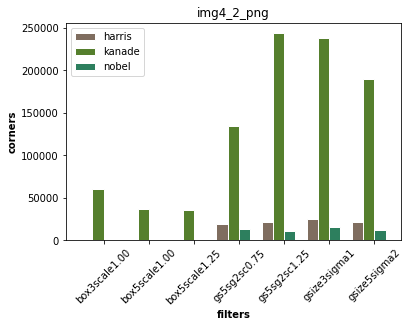 img4_2_png
harris
kanade
nobel
250000
200000
150000
100000
50000
0
corners
box3scale1.00
box5scale1.00
box5scale1.25
gs5sg2sc0.75
gs5sg2sc1.25
gsize3sigma1
gsize5sigma2
filters